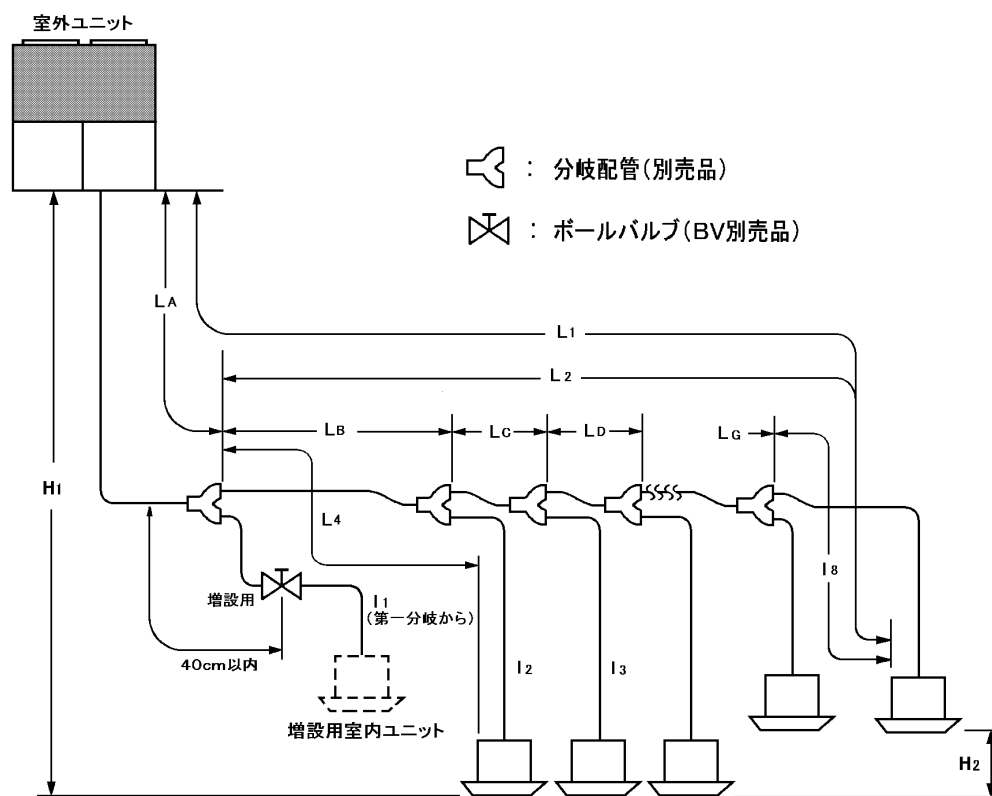 室外ユニット
： 分岐配管(別売品)
： ボールバルブ(BV別売品)
LA
L1
L2
LB
LC
LD
LG
H1
L4
l8
増設用
l1
(第一分岐から)
40cm以内
l2
l3
増設用室内ユニット
H2